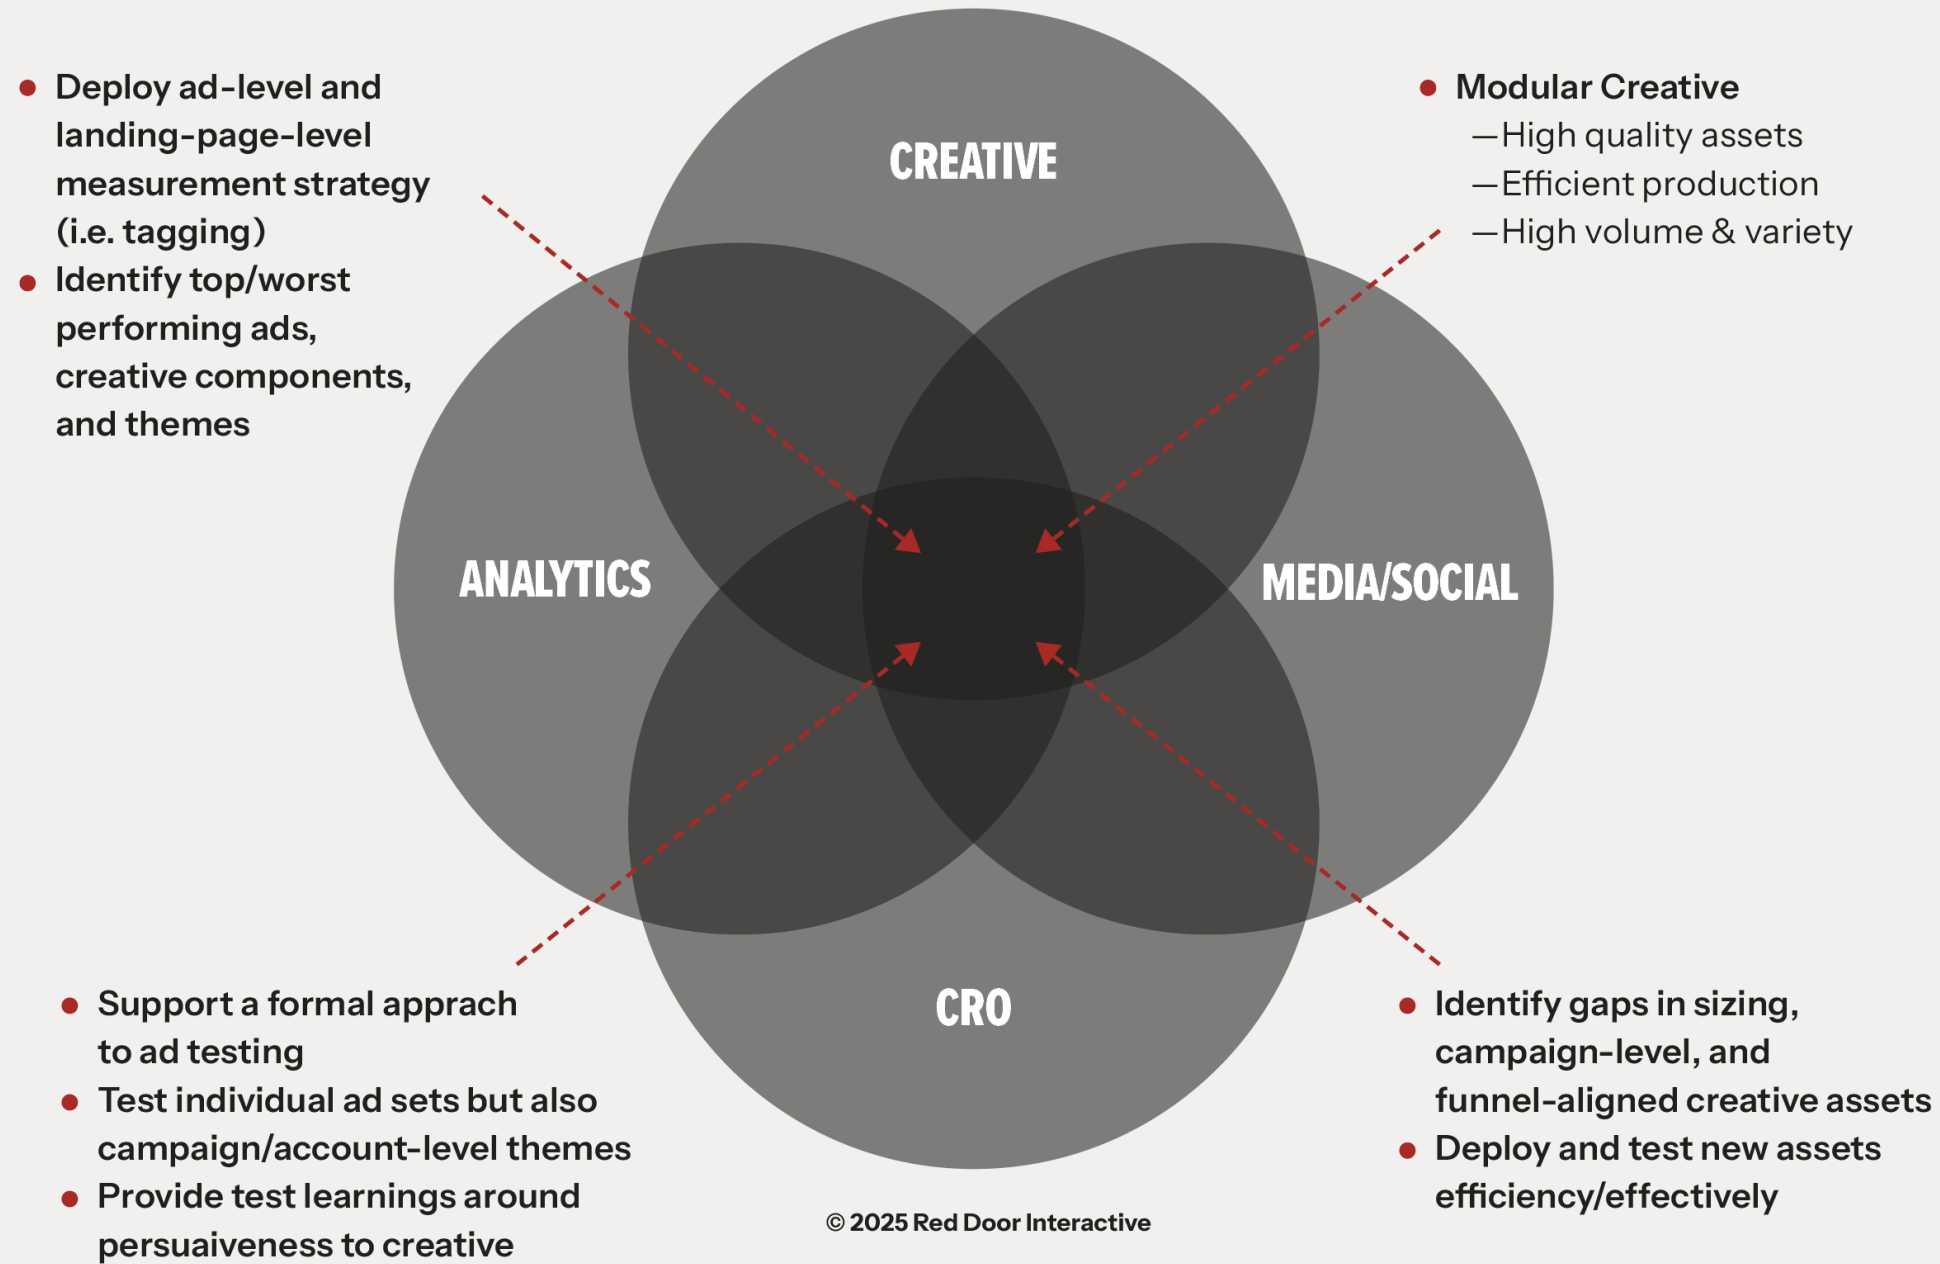 Deploy ad-level and
landing-page-level
measurement strategy
(i.e. tagging)
Identify top/worst
performing ads,
creative components,
and themes
Modular Creative
—High quality assets
—Efficient production
—High volume & variety
CREATIVE
ANALYTICS
MEDIA/SOCIAL
CRO
Support a formal apprach
to ad testing
Test individual ad sets but also
campaign/account-level themes
Provide test learnings around
persuaiveness to creative
Identify gaps in sizing,
campaign-level, and
funnel-aligned creative assets
Deploy and test new assets
efficiency/effectively
© 2025 Red Door Interactive